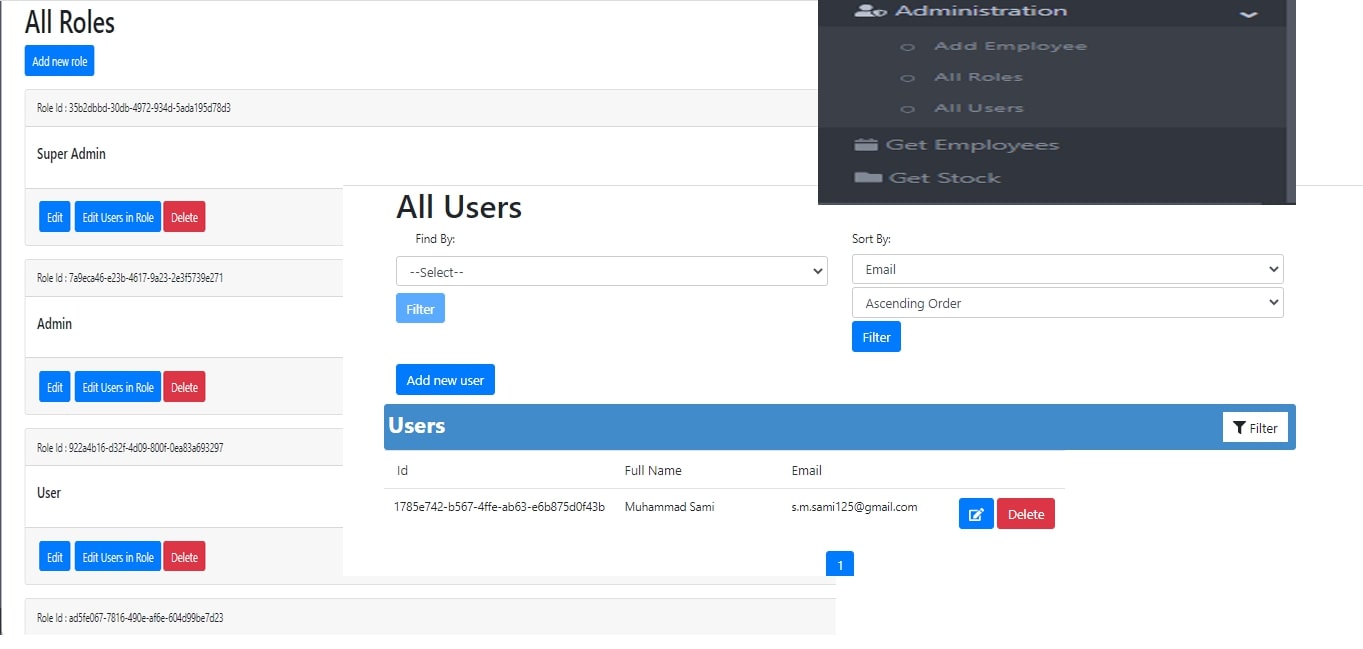 All Roles
Add new role
Role Id : 35b2dbbd-30db-4972-934d-5ada195d78d3
Super Admin
Edit Edit Users in Role Delete
Role Id : 7a9eca46-e23b-4617-9a23-2e3f5739e271
Admin
Edit Edit Users in Role Delete
Role Id : 922a4b16-d32f-4d09-800f-0ea83a693297
User
Edit Edit Users in Role Delete
Role Id : ad5fe067-7816-490e-af6e-604d99be7d23
Administration
Add Employee
All Roles
All Users
Get Employees
Get Stock
All Users
Find By: Sort By:
--Select-- Email
Ascending Order
Filter
Filter
Add new user
Users Filter
Id Full Name Email
1785e742-b567-4ffe-ab63-e6b875d0f43b Muhammad Sami s.m.sami125@gmail.com Delete
1